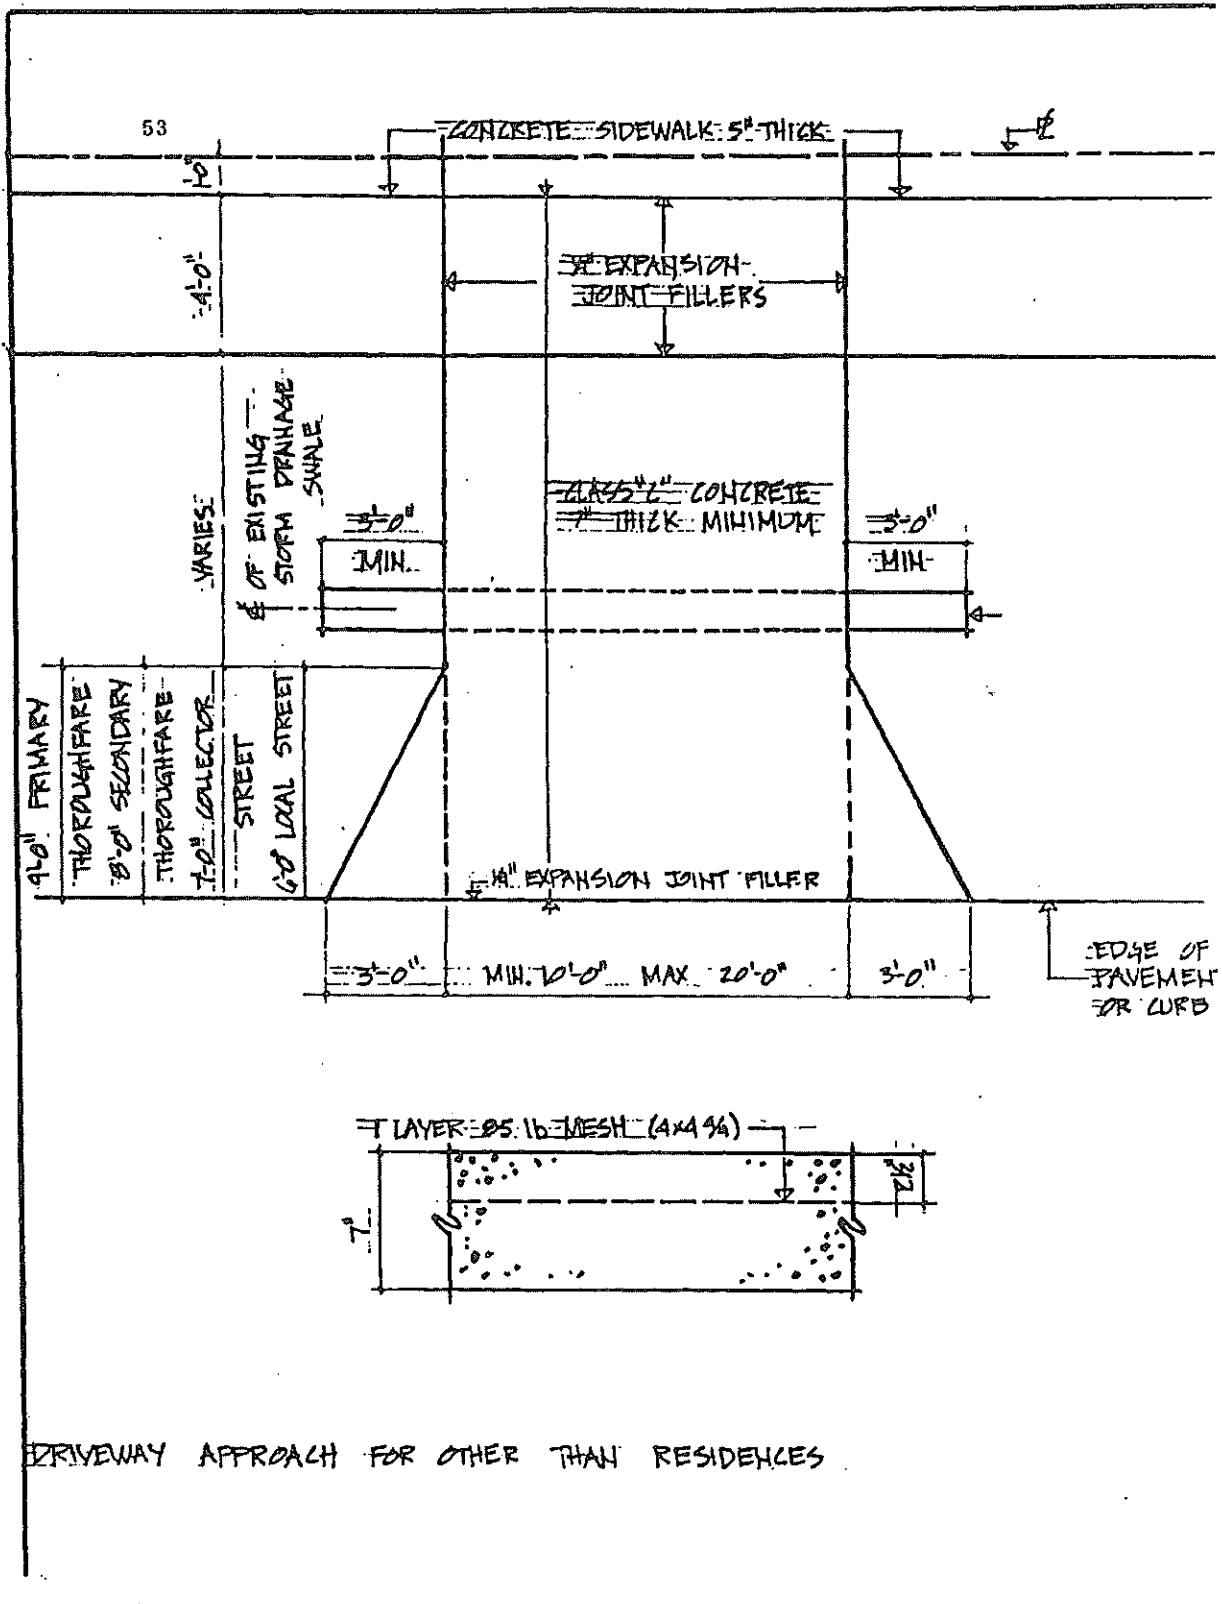 53
CONCRETE SIDEWALK 5" THICK
1'-0"
4'-0"
EXPANSION
JOINT FILLERS
VARIES
℄ OF EXISTING
STORM DRAINAGE
SWALE
CLASS "C" CONCRETE
7" THICK MINIMUM
3'-0"
MIN.
3'-0"
MIN
9'-0" PRIMARY
THOROUGHFARE
8'-0" SECONDARY
THOROUGHFARE
7'-0" COLLECTOR
STREET
6'-0" LOCAL STREET
EXPANSION JOINT FILLER
3'-0"
MIN. 10'-0" MAX 20'-0"
3'-0"
EDGE OF
PAVEMEN
OR CURB
1 LAYER 85 lb MESH (4x4
7"
DRIVEWAY APPROACH FOR OTHER THAN RESIDENCES